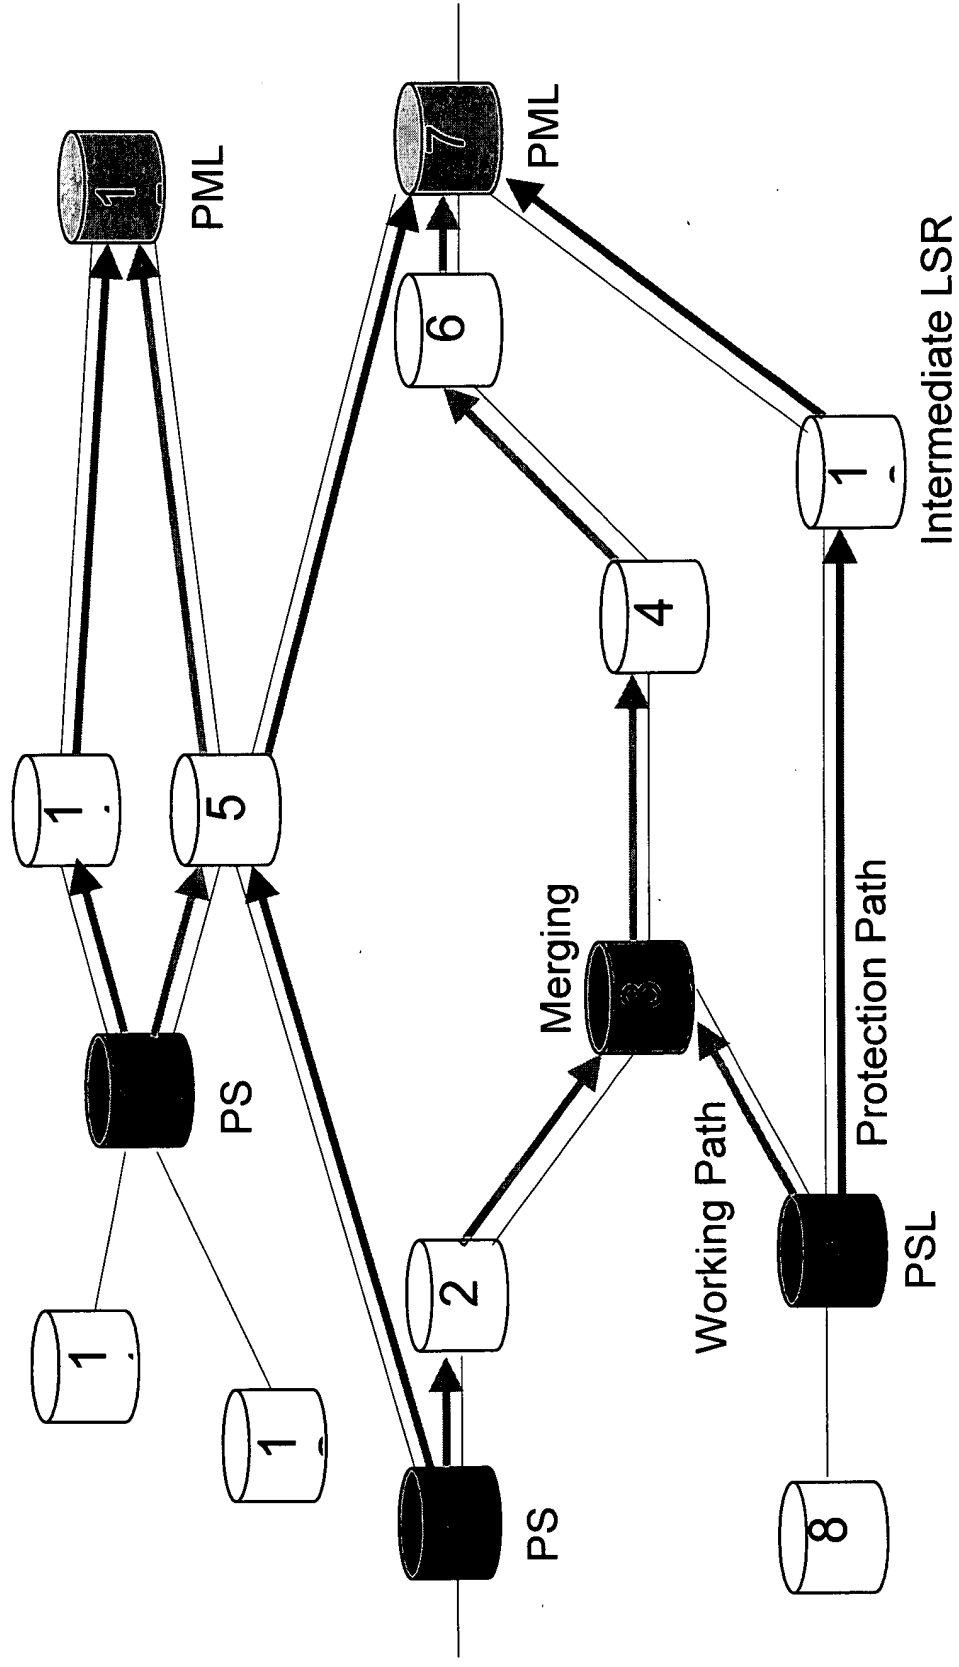 1
PML
7
PML
6
1
Intermediate LSR
4
1
5
Merging
3
Protection Path
PS
Working Path
2
PSL
1
1
PS
8